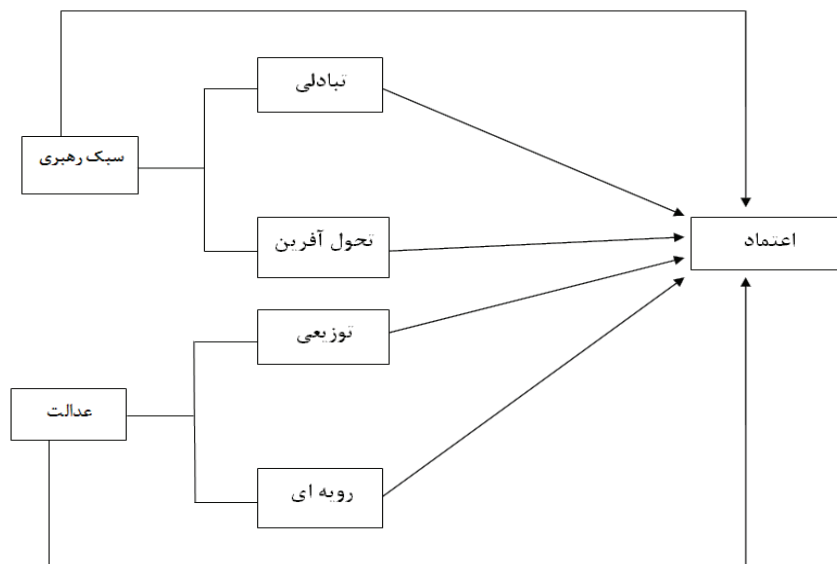 تبادلی
سبک رهبری
تحول آفرین
اعتماد
توزیعی
عدالت
رویه ای